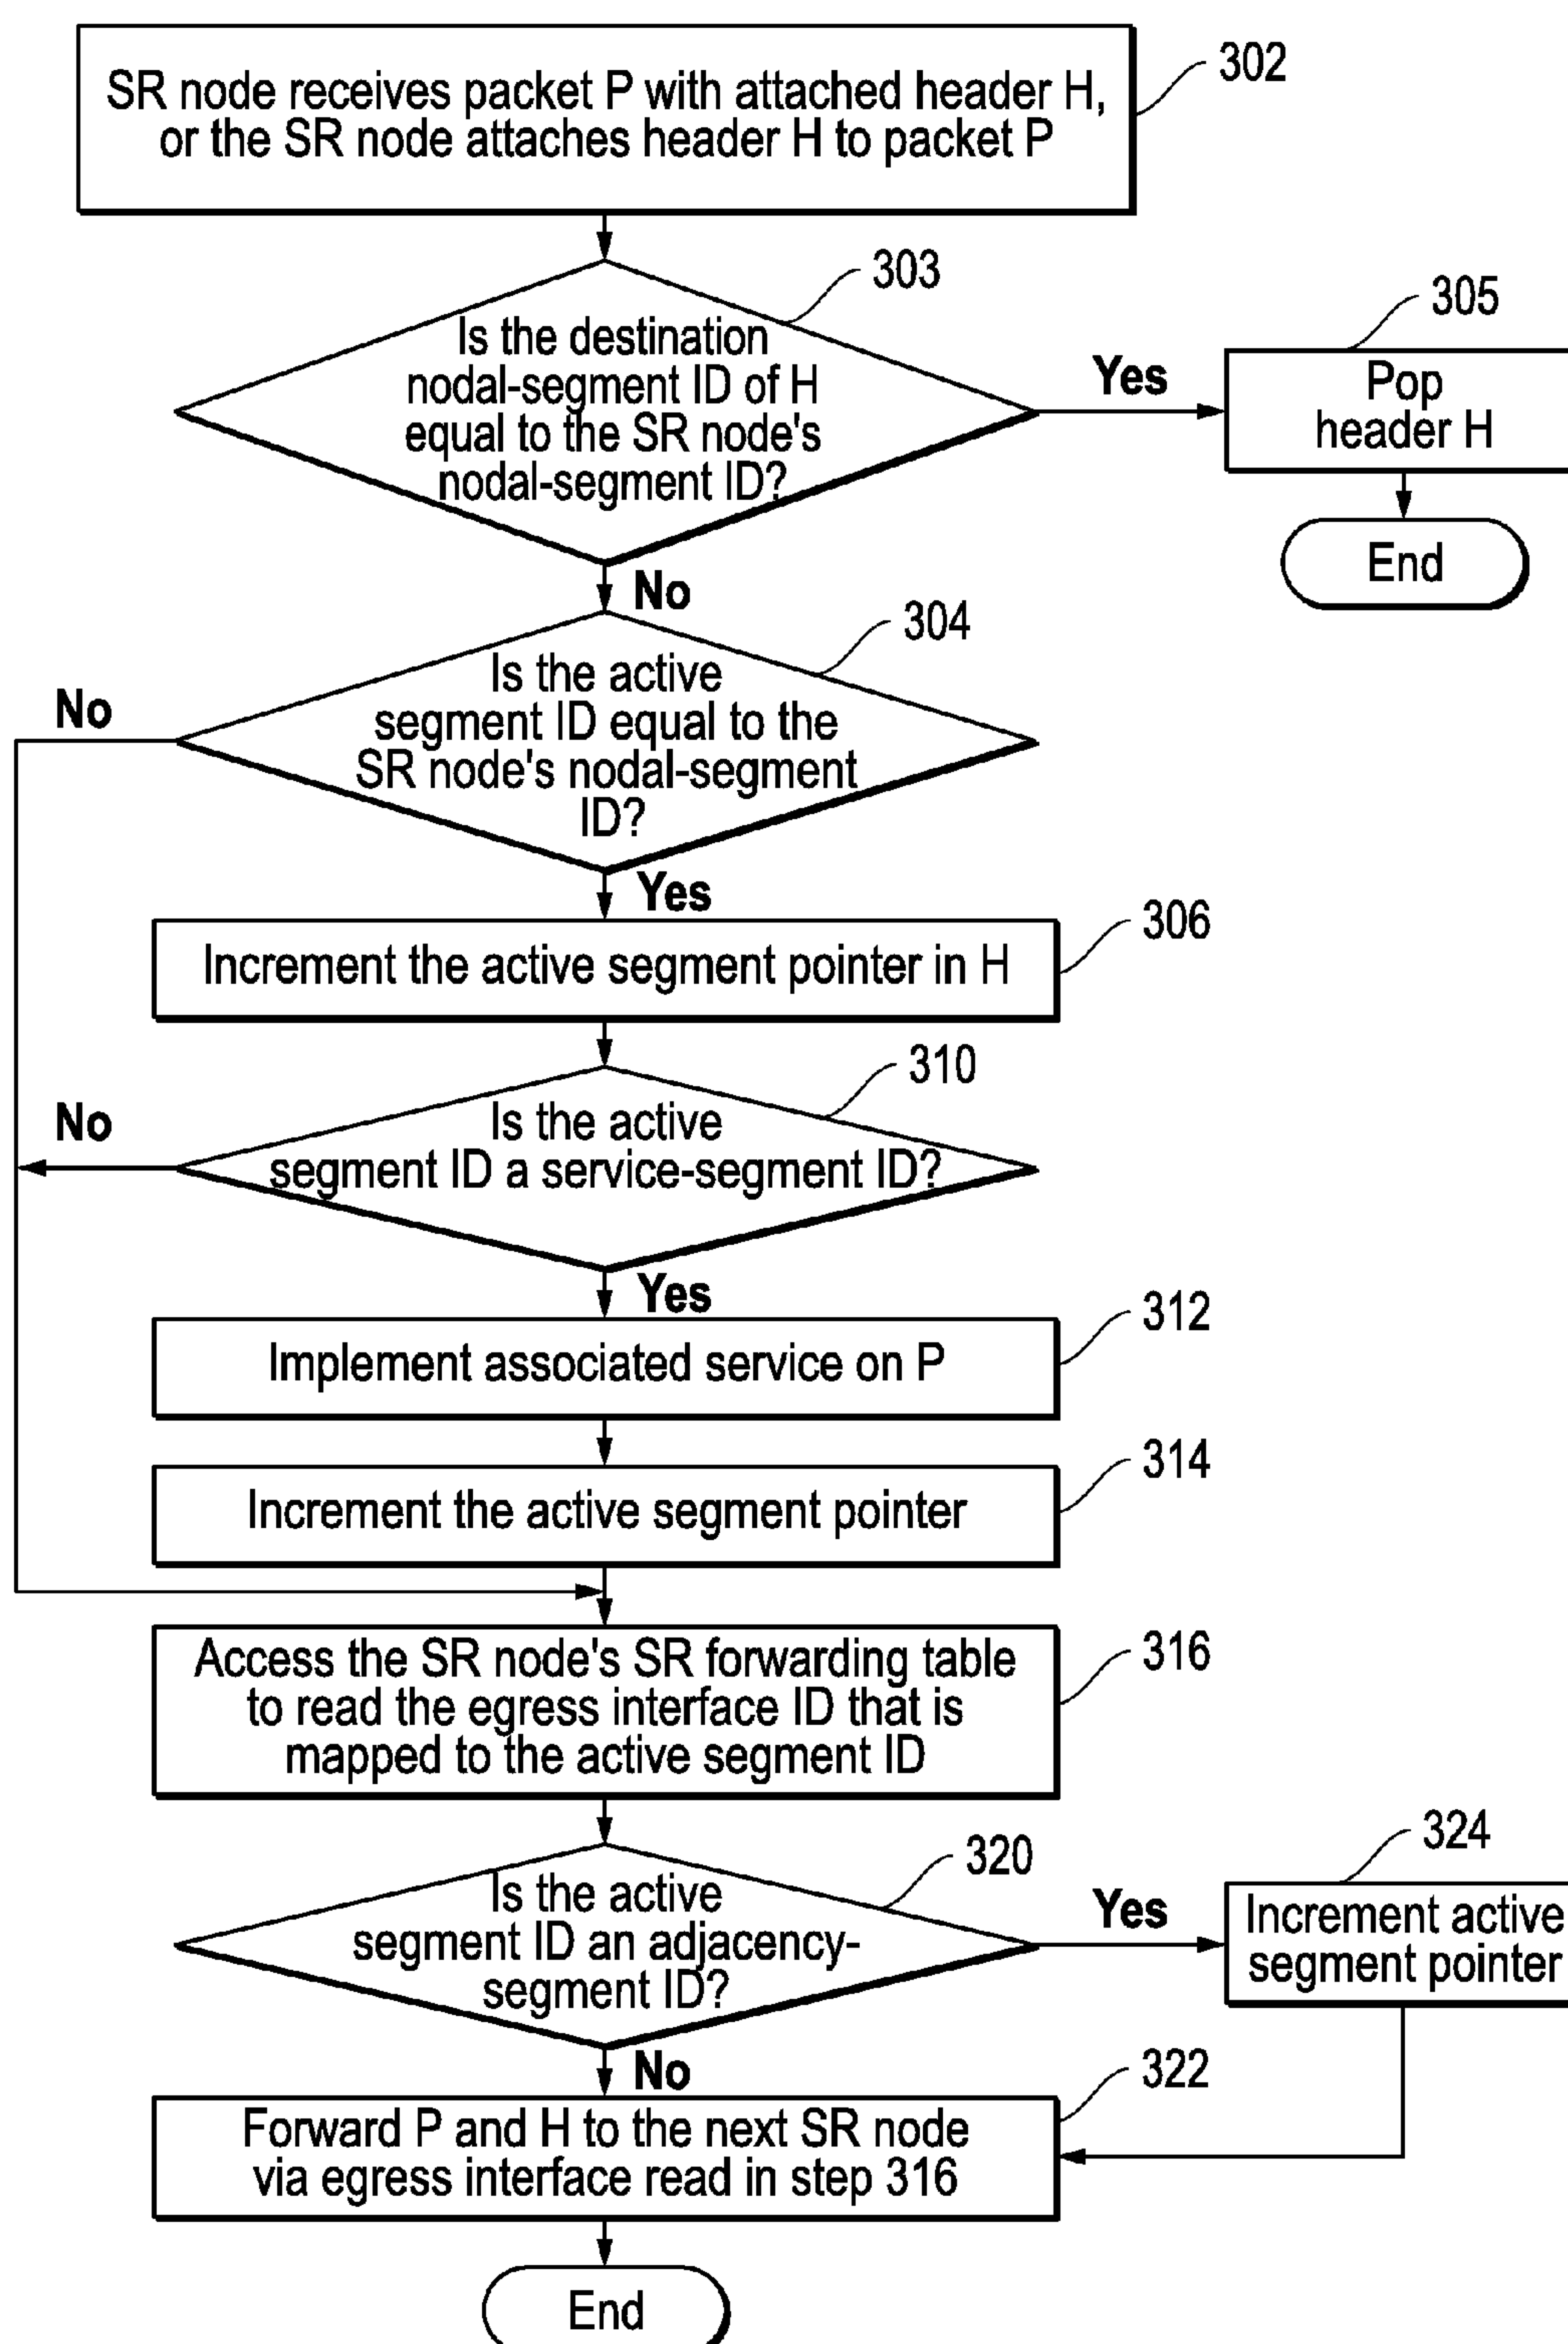 302
SR node receives packet P with attached header H,
or the SR node attaches header H to packet P
303
Is the destination
nodal-segment ID of H
equal to the SR node's
nodal-segment ID?
Yes
305
Pop
header H
End
No
304
Is the active
segment ID equal to the
SR node's nodal-segment
ID?
No
Yes
306
Increment the active segment pointer in H
310
Is the active
segment ID a service-segment ID?
No
Yes
312
Implement associated service on P
314
Increment the active segment pointer
316
Access the SR node's SR forwarding table
to read the egress interface ID that is
mapped to the active segment ID
320
Is the active
segment ID an adjacency-
segment ID?
Yes
324
Increment active
segment pointer
No
322
Forward P and H to the next SR node
via egress interface read in step 316
End